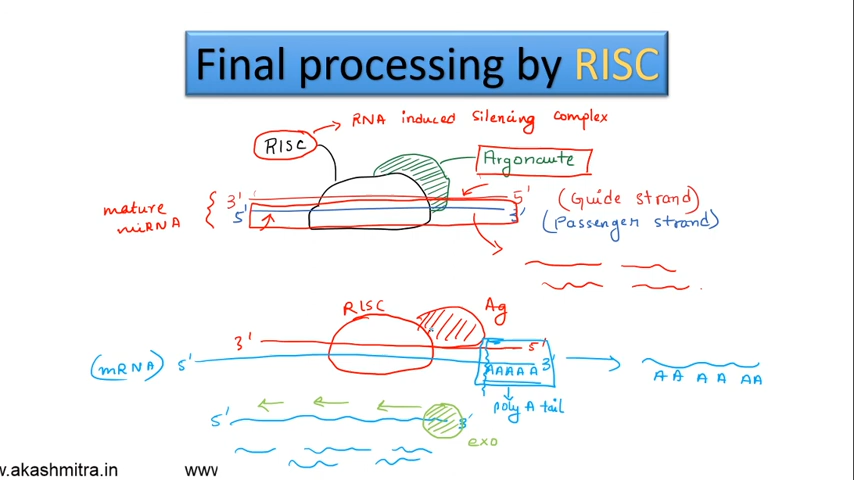 Final processing by RISC
RNA induced silencing complex
RISC
Argonaute
3' 5' (Guide strand)
5' 3' (Passenger strand)
mature
miRNA
RISC Ag
3' 5'
(mRNA) 5' AAAAA 3'
AA AA AA
poly A tail
5' 3'
exo
w.akashmitra.in www